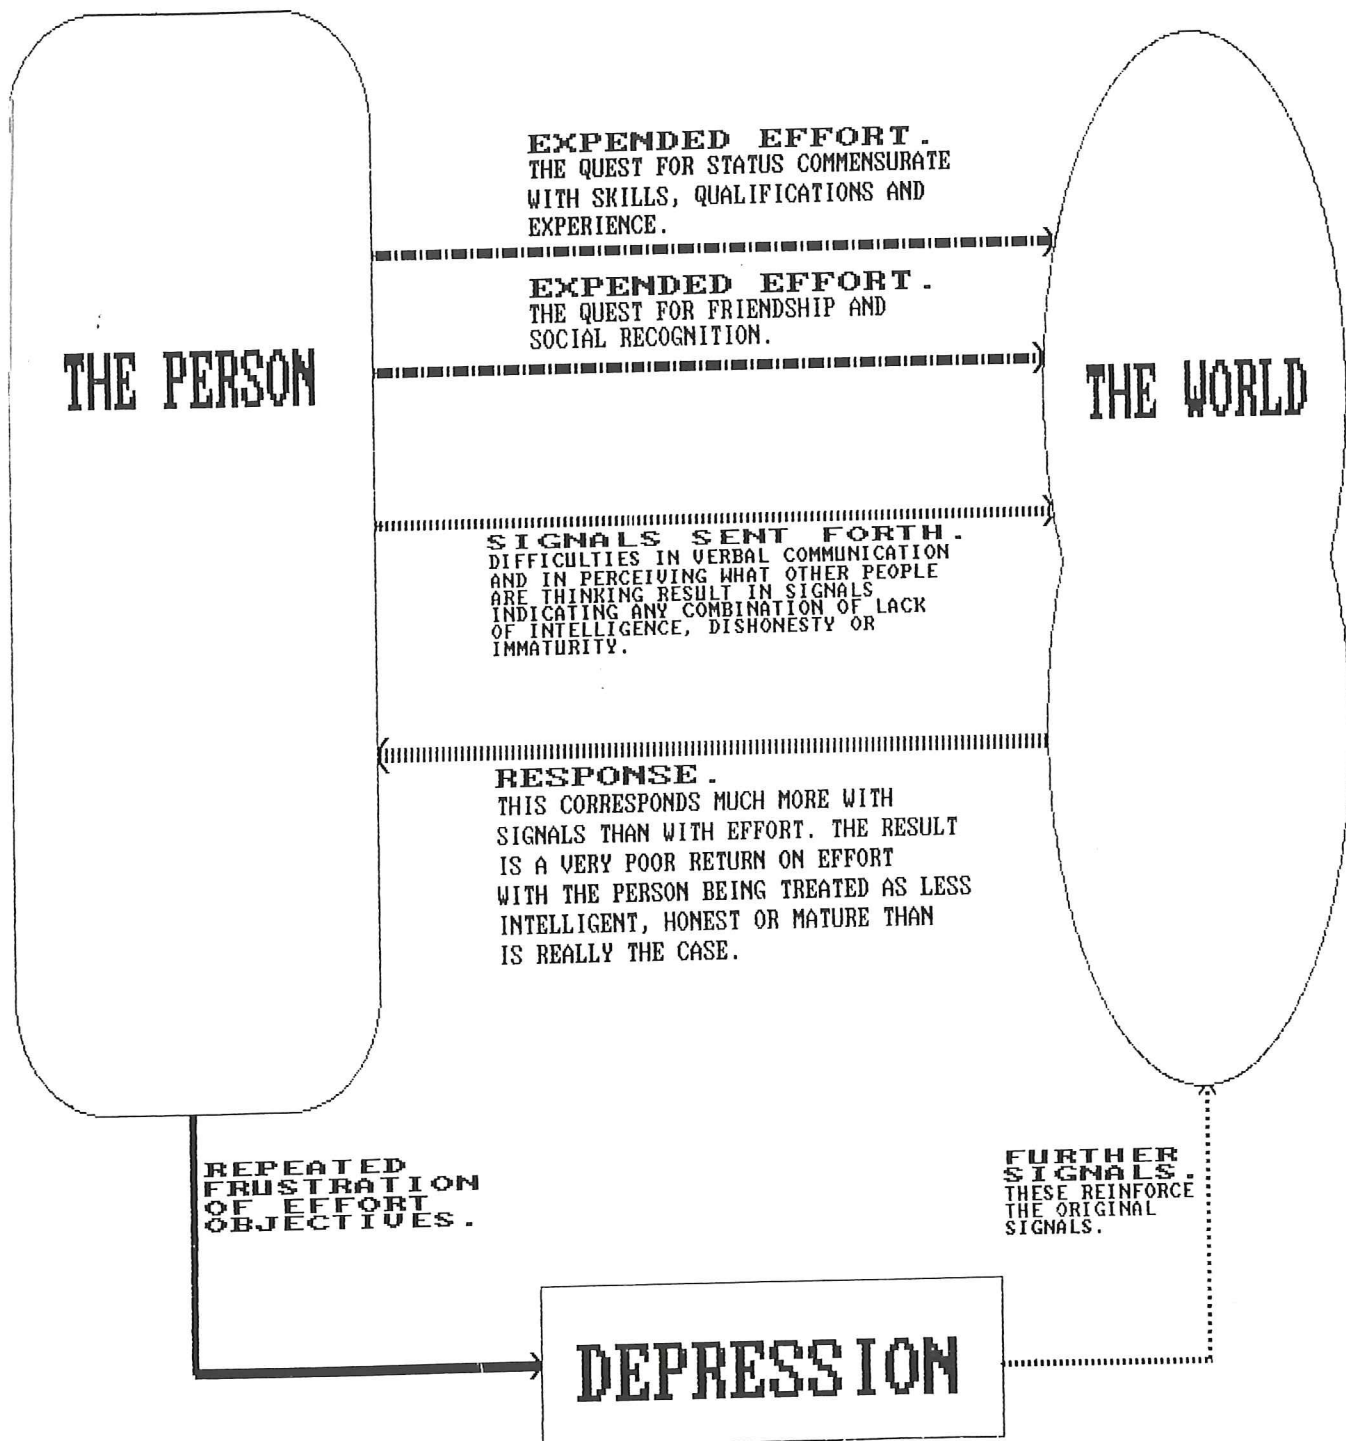 EXPENDED EFFORT.
THE QUEST FOR STATUS COMMENSURATE
WITH SKILLS, QUALIFICATIONS AND
EXPERIENCE.
EXPENDED EFFORT.
THE QUEST FOR FRIENDSHIP AND
SOCIAL RECOGNITION.
THE PERSON
THE WORLD
SIGNALS SENT FORTH.
DIFFICULTIES IN VERBAL COMMUNICATION
AND IN PERCEIVING WHAT OTHER PEOPLE
ARE THINKING RESULT IN SIGNALS
INDICATING ANY COMBINATION OF LACK
OF INTELLIGENCE, DISHONESTY OR
IMMATURITY.
RESPONSE.
THIS CORRESPONDS MUCH MORE WITH
SIGNALS THAN WITH EFFORT. THE RESULT
IS A VERY POOR RETURN ON EFFORT
WITH THE PERSON BEING TREATED AS LESS
INTELLIGENT, HONEST OR MATURE THAN
IS REALLY THE CASE.
REPEATED
FRUSTRATION
OF EFFORT
OBJECTIVES.
FURTHER
SIGNALS.
THESE REINFORCE
THE ORIGINAL
SIGNALS.
DEPRESSION